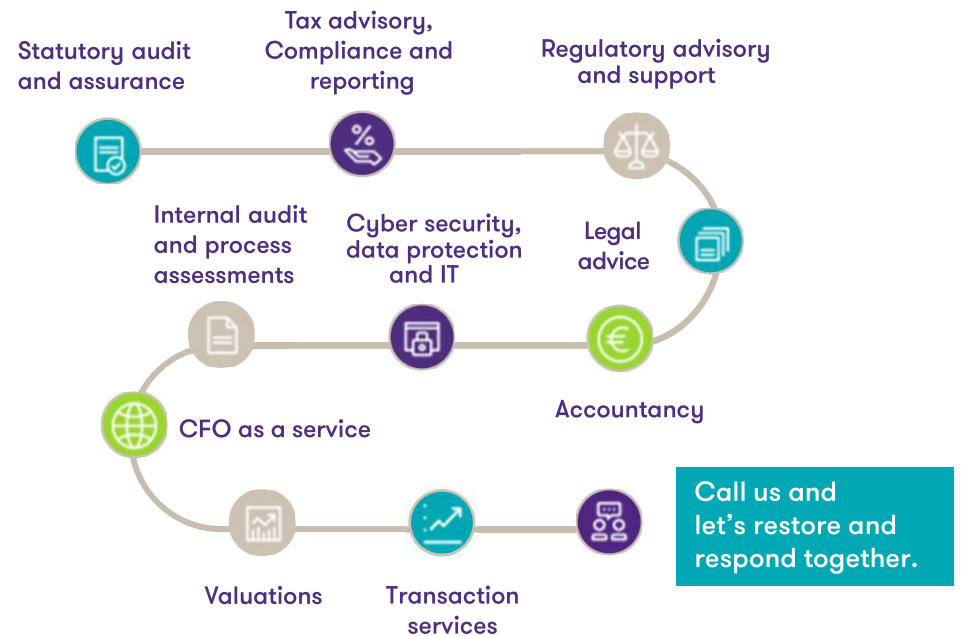 Statutory audit
and assurance
Tax advisory,
Compliance and
reporting
Regulatory advisory
and support
%
Legal
advice
Internal audit
and process
assessments
Cyber security,
data protection
and IT
€
Accountancy
CFO as a service
Valuations
Transaction
services
Call us and
let's restore and
respond together.